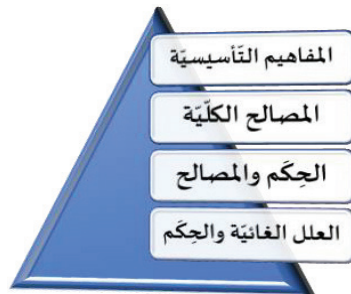 المفاهيم التَّأسيسيَّة
المصالح الكلّيَّة
الحِكَم والمصالح
العلل الغائيَّة والحِكَم